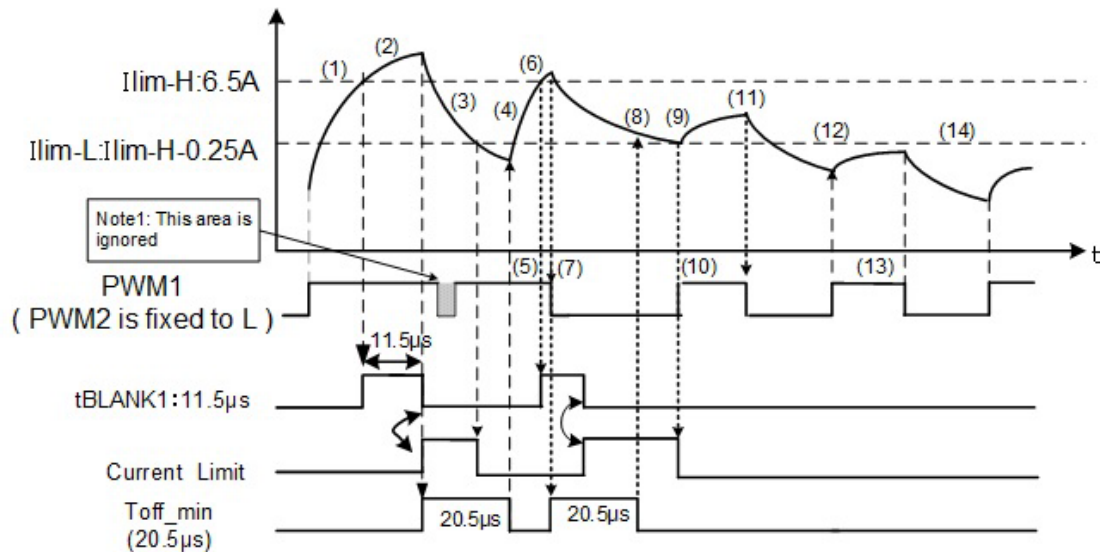 (1)
(2)
(3)
(4)
(6)
(8)
(9)
(11)
(12)
(14)
Ilim-H:6.5A
Ilim-L:Ilim-H-0.25A
Note1: This area is
ignored
t
(5)
(7)
(10)
(13)
PWM1
( PWM2 is fixed to L )
11.5μs
tBLANK1:11.5μs
Current Limit
Toff_min
(20.5μs)
20.5μs
20.5μs